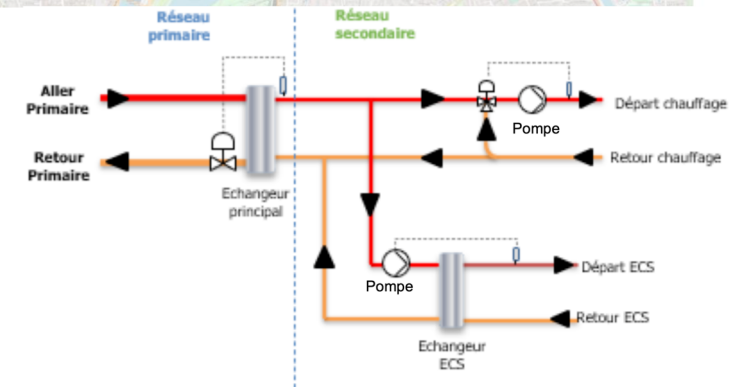 Réseau
primaire
Réseau
secondaire
Aller
Primaire
Départ chauffage
Pompe
Retour
Primaire
Retour chauffage
Echangeur
principal
Départ ECS
Pompe
Retour ECS
Echangeur
ECS